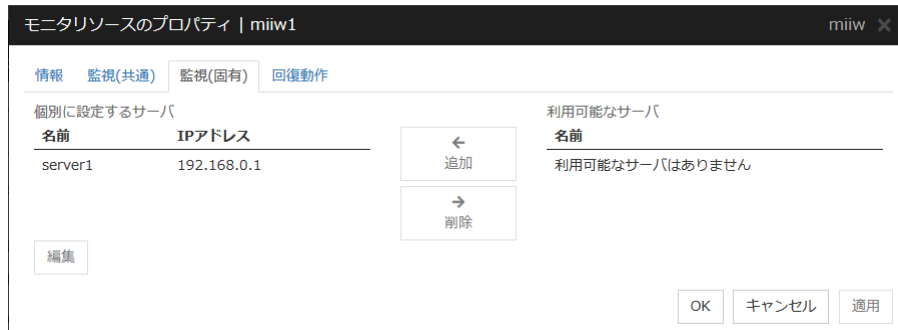 モニタリソースのプロパティ | miiw1 miiw ×
情報 監視(共通) 監視(固有) 回復動作
個別に設定するサーバ 利用可能なサーバ
名前 IPアドレス 名前
server1 192.168.0.1 利用可能なサーバはありません
← 追加
→ 削除
編集
OK キャンセル 適用